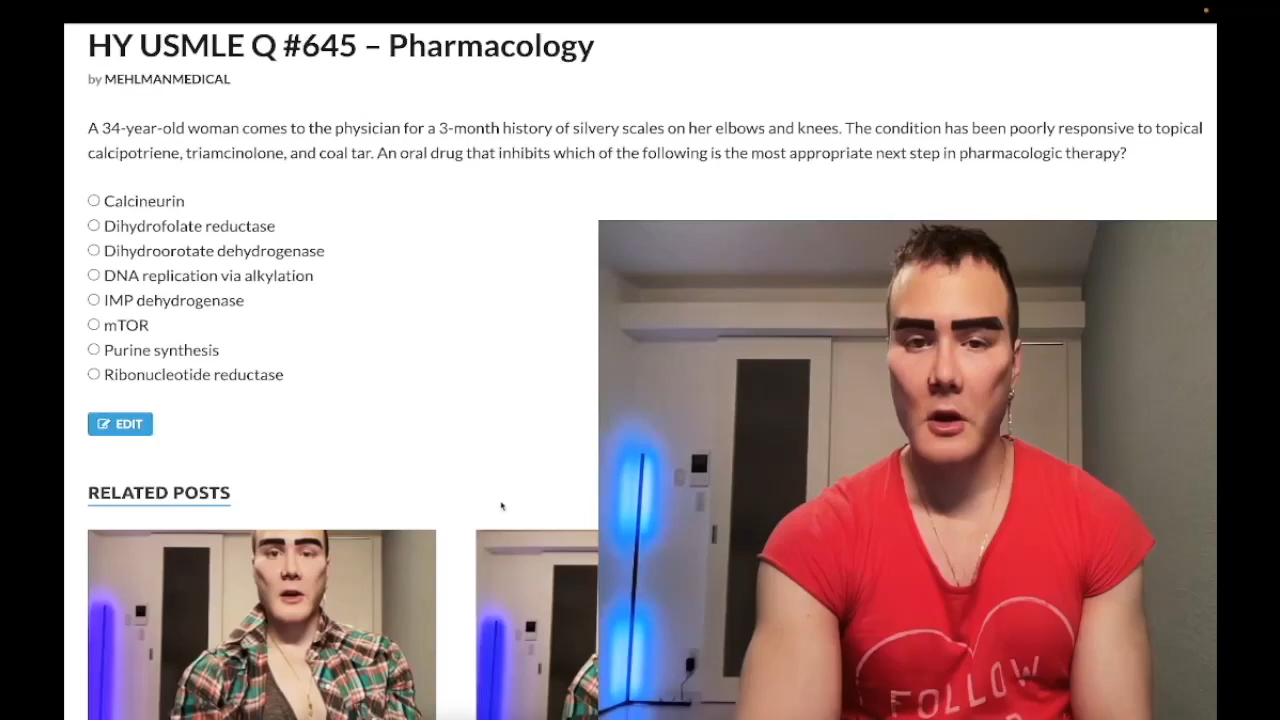 HY USMLE Q #645 – Pharmacology
by MEHLMANMEDICAL
A 34-year-old woman comes to the physician for a 3-month history of silvery scales on her elbows and knees. The condition has been poorly responsive to topical
calcipotriene, triamcinolone, and coal tar. An oral drug that inhibits which of the following is the most appropriate next step in pharmacologic therapy?
Calcineurin
Dihydrofolate reductase
Dihydroorotate dehydrogenase
DNA replication via alkylation
IMP dehydrogenase
mTOR
Purine synthesis
Ribonucleotide reductase
EDIT
RELATED POSTS
FOLLOW